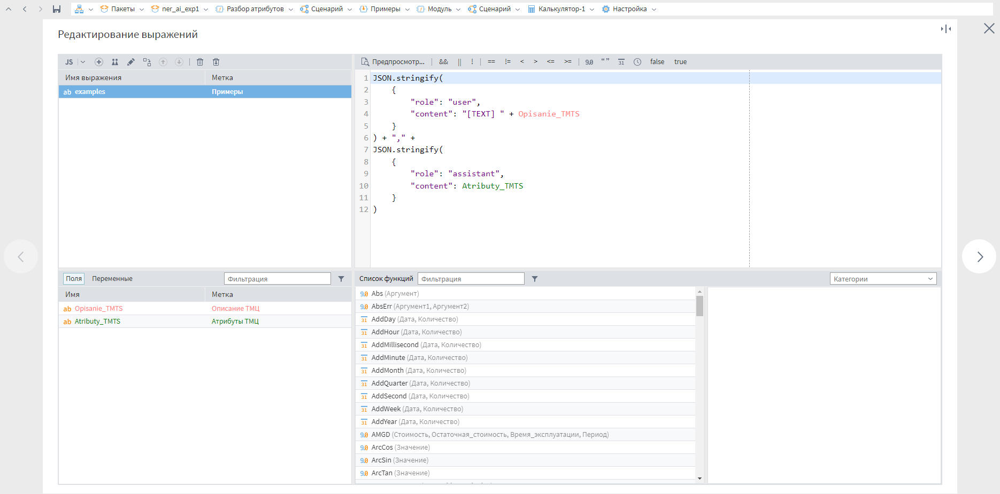 Пакеты ner_ai_exp1 Разбор атрибутов Сценарий Примеры Модуль Сценарий Калькулятор-1 Настройка
Редактирование выражений
JS
Имя выражения Метка
ab examples Примеры
Предпросмотр... && || ! == != < > <= >= 9.0 “” 31 false true
1 JSON.stringify(
2 {
3 "role": "user",
4 "content": "[TEXT] " + Opisanie_TMTS
5 }
6 ) + "," +
7 JSON.stringify(
8 {
9 "role": "assistant",
10 "content": Atributy_TMTS
11 }
12 )
Поля Переменные Фильтрация
Имя Метка
ab Opisanie_TMTS Описание ТМЦ
ab Atributy_TMTS Атрибуты ТМЦ
Список функций Фильтрация Категории
9.0 Abs (Аргумент)
9.0 AbsErr (Аргумент1, Аргумент2)
31 AddDay (Дата, Количество)
31 AddHour (Дата, Количество)
31 AddMillisecond (Дата, Количество)
31 AddMinute (Дата, Количество)
31 AddMonth (Дата, Количество)
31 AddQuarter (Дата, Количество)
31 AddSecond (Дата, Количество)
31 AddWeek (Дата, Количество)
31 AddYear (Дата, Количество)
9.0 AMGD (Стоимость, Остаточная_стоимость, Время_эксплуатации, Период)
9.0 ArcCos (Значение)
9.0 ArcSin (Значение)
9.0 ArcTan (Значение)